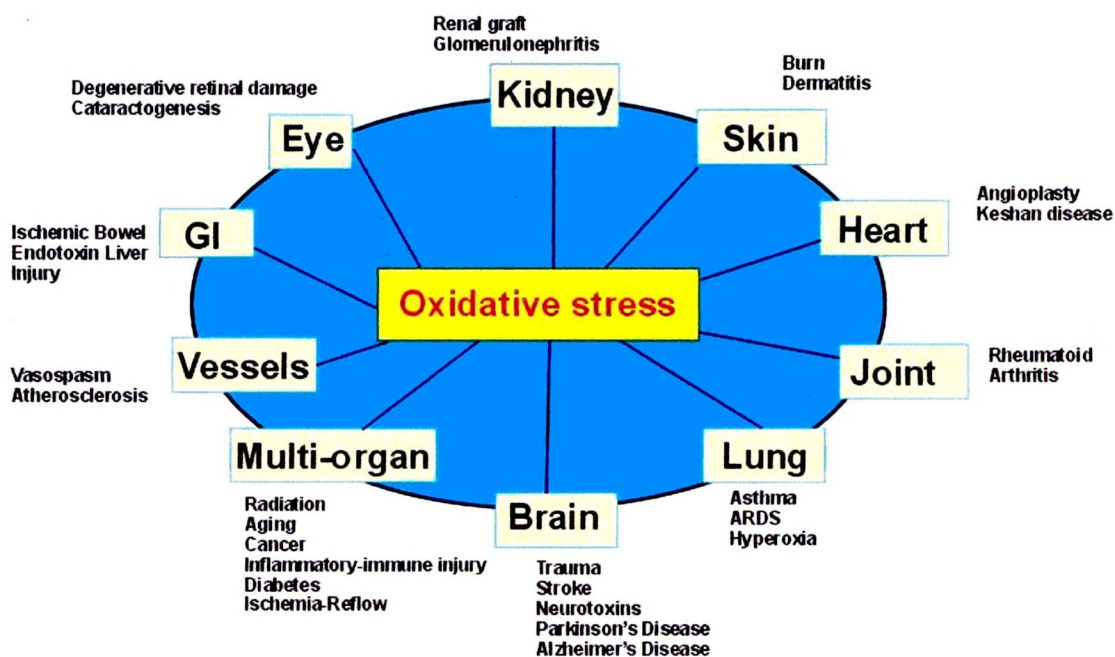 Renal graft
Glomerulonephritis
Kidney
Burn
Dermatitis
Skin
Degenerative retinal damage
Cataractogenesis
Eye
Angioplasty
Keshan disease
Heart
Ischemic Bowel
Endotoxin Liver
Injury
GI
Oxidative stress
Vasospasm
Atherosclerosis
Vessels
Rheumatoid
Arthritis
Joint
Multi-organ
Radiation
Aging
Cancer
Inflammatory-immune injury
Diabetes
Ischemia-Reflow
Brain
Trauma
Stroke
Neurotoxins
Parkinson's Disease
Alzheimer's Disease
Lung
Asthma
ARDS
Hyperoxia